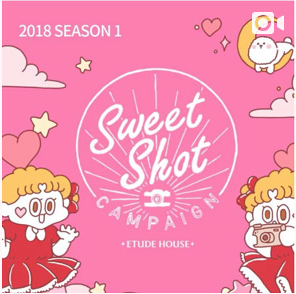 2018 SEASON 1
Sweet
Shot
CAMPAIGN
• ETUDE HOUSE •